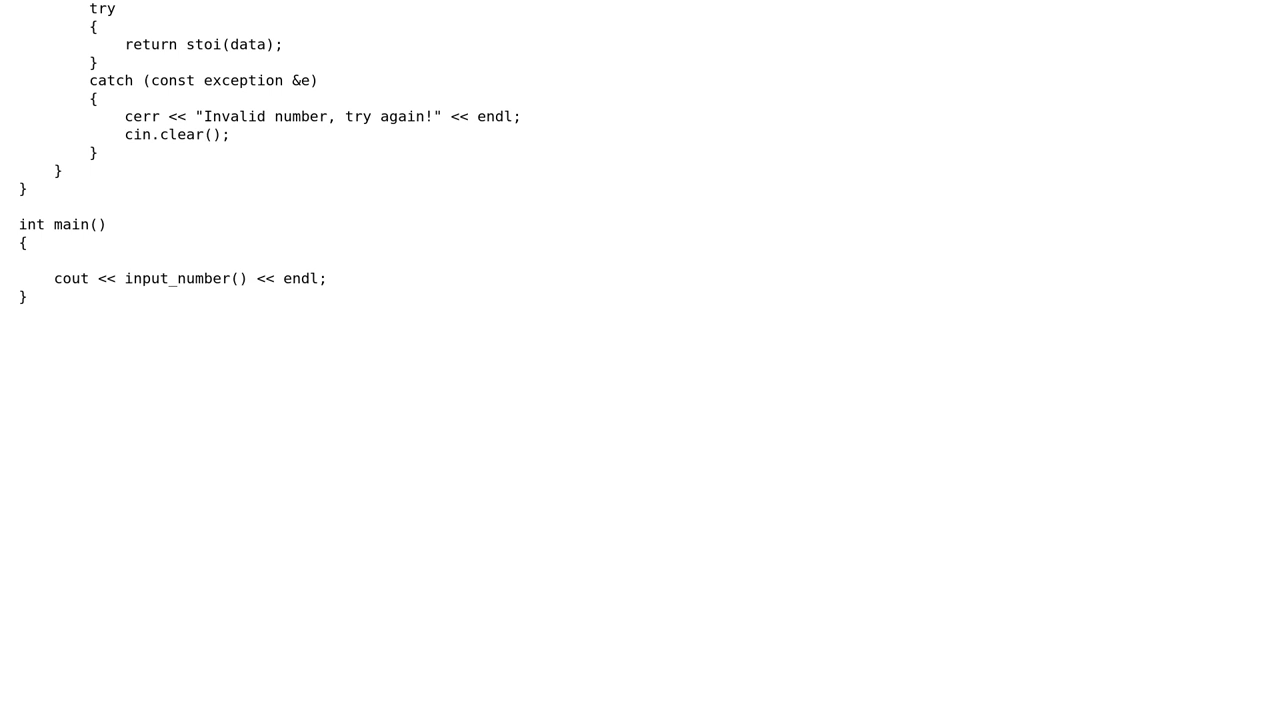 try
        {
            return stoi(data);
        }
        catch (const exception &e)
        {
            cerr << "Invalid number, try again!" << endl;
            cin.clear();
        }
    }
}

int main()
{

    cout << input_number() << endl;
}